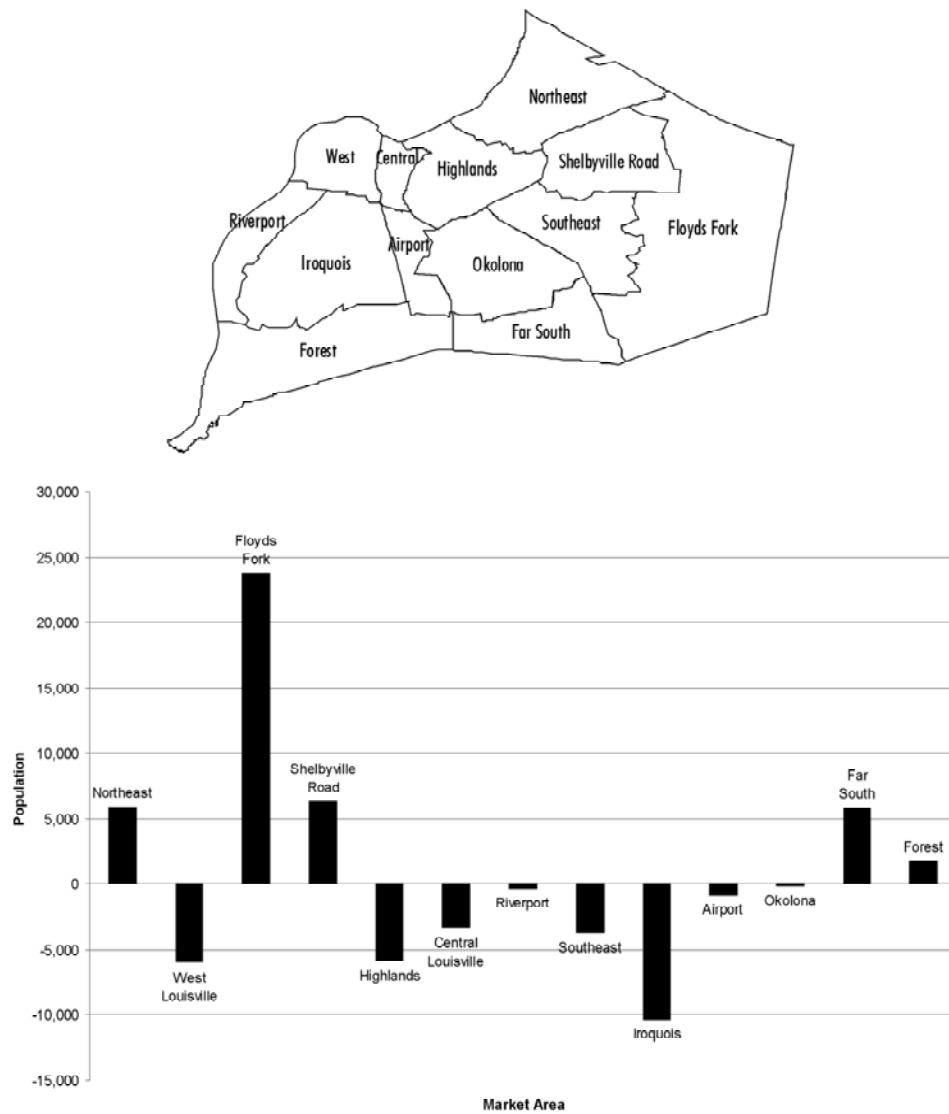 Northeast
West
Central
Highlands
Shelbyville Road
Riverport
Airport
Southeast
Floyds Fork
Iroquois
Okolona
Far South
Forest
30,000
25,000
20,000
15,000
10,000
5,000
0
-5,000
-10,000
-15,000
Population
Northeast
West
Louisville
Floyds
Fork
Shelbyville
Road
Highlands
Central
Louisville
Riverport
Southeast
Iroquois
Airport
Okolona
Far
South
Forest
Market Area